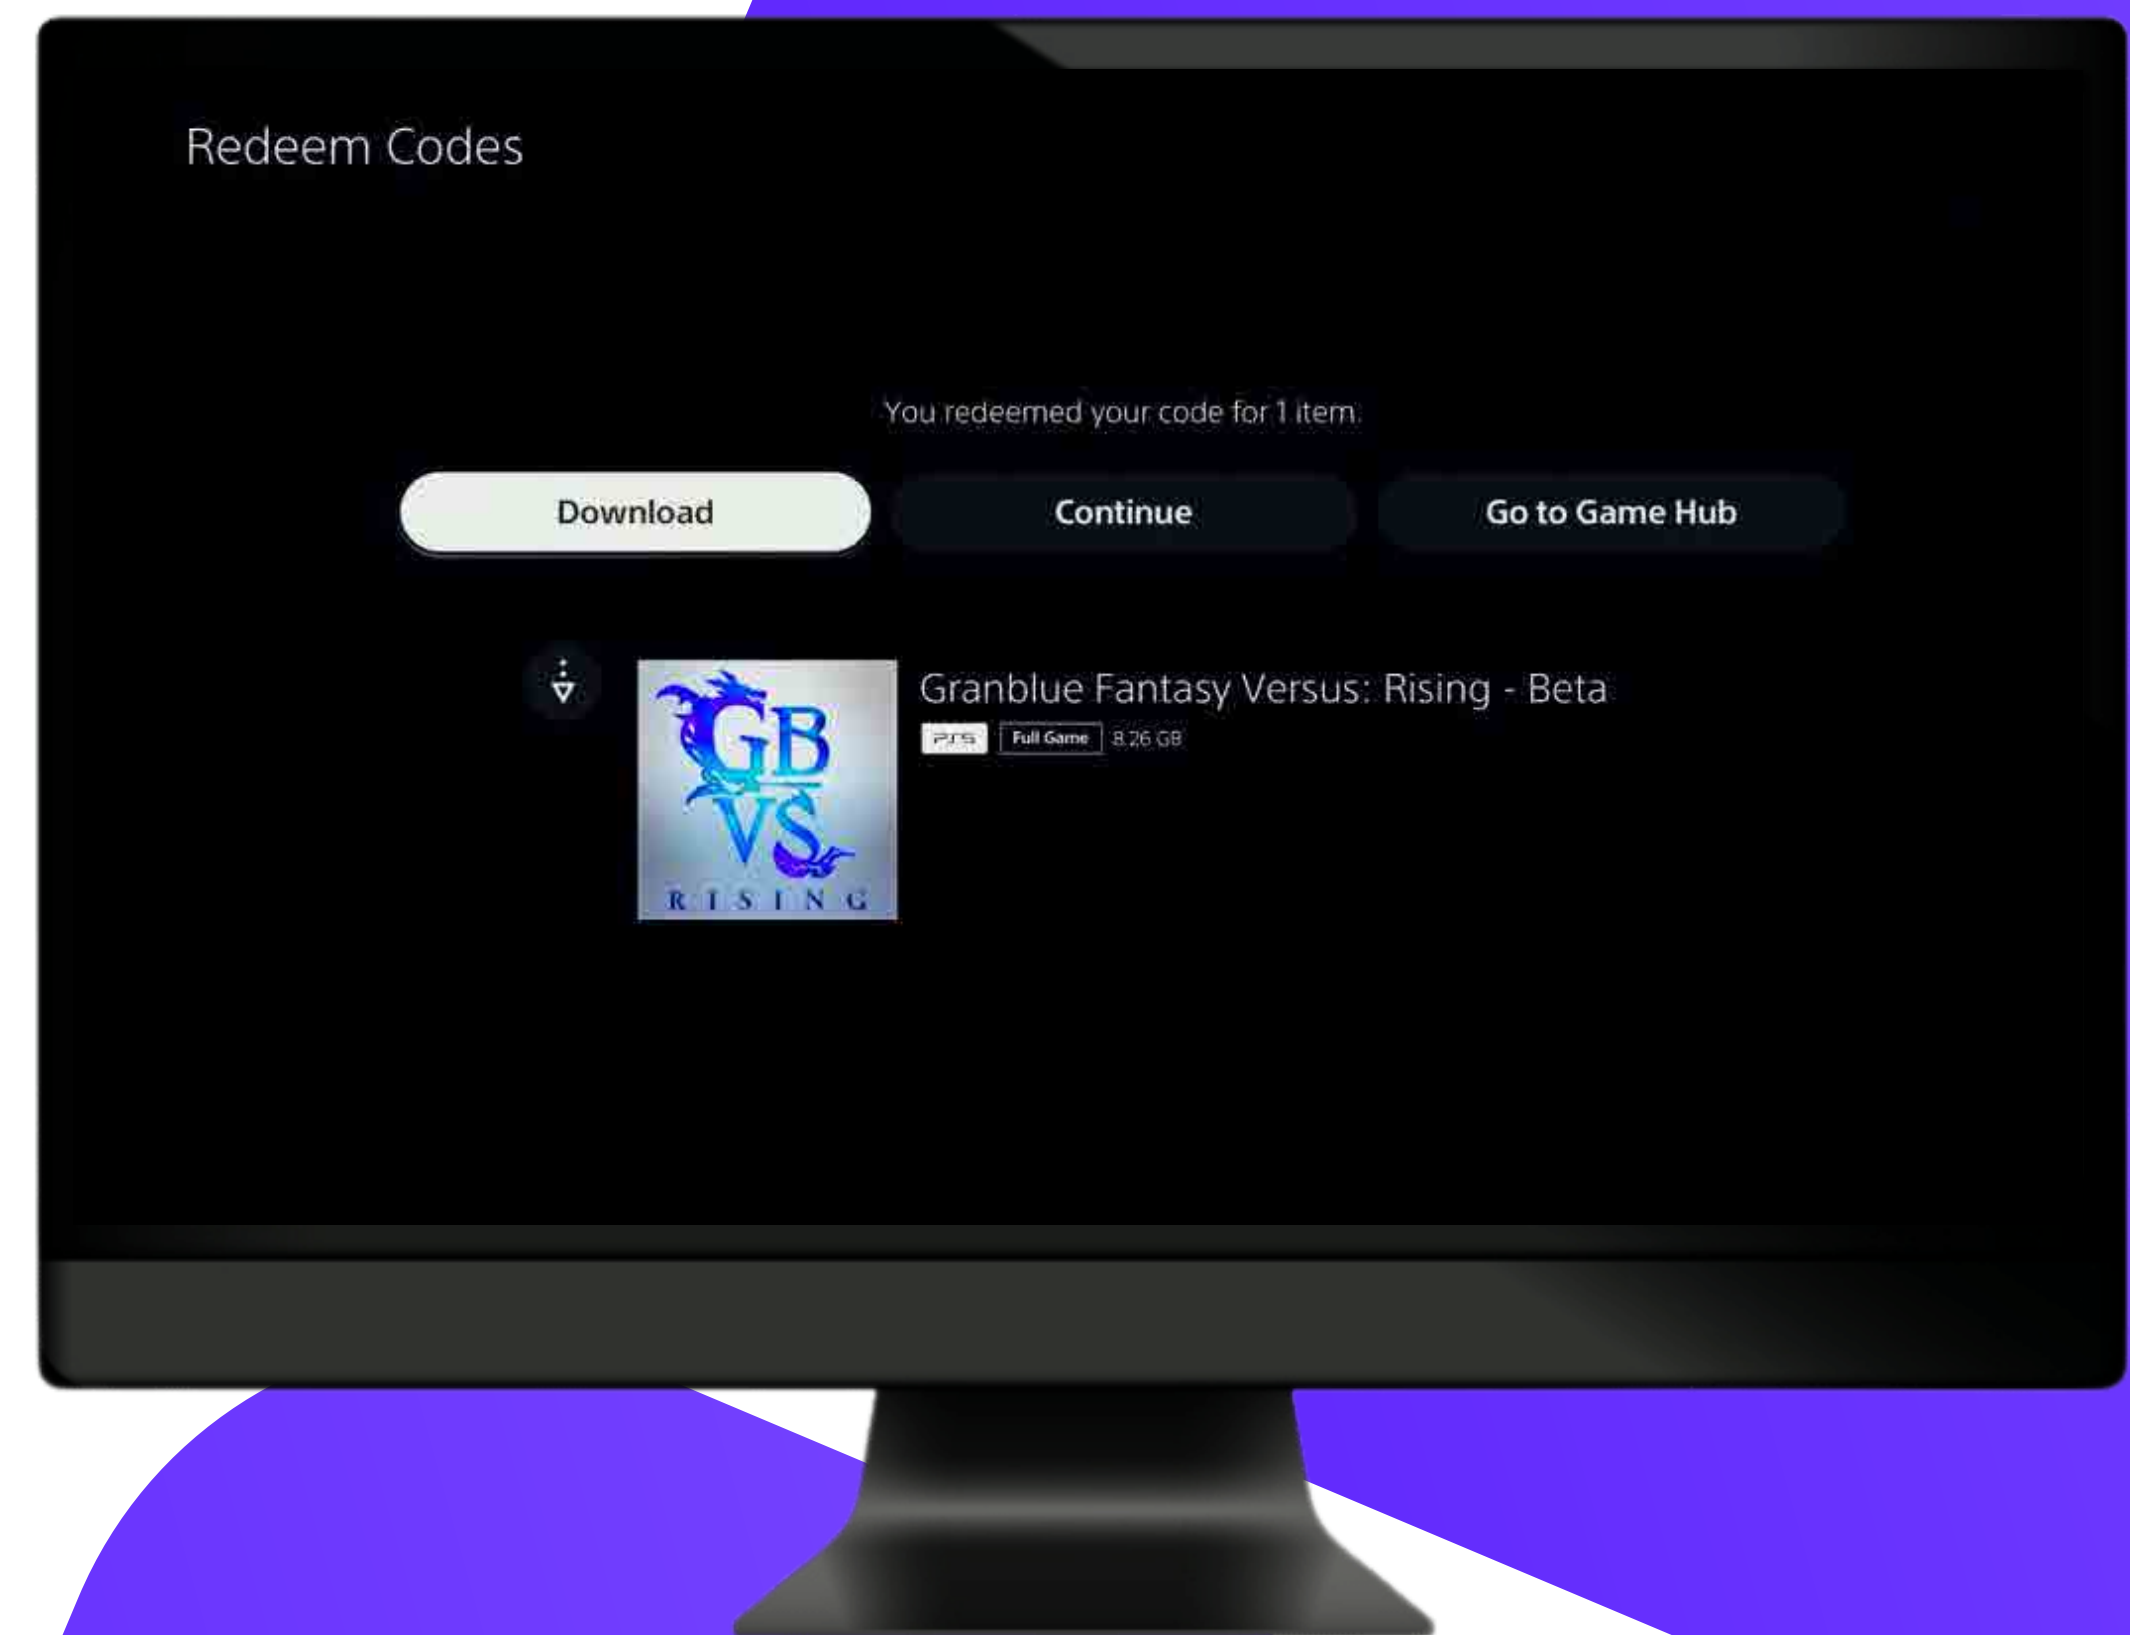 Redeem Codes
You redeemed your code for 1 item.
Download
Continue
Go to Game Hub
Granblue Fantasy Versus: Rising - Beta
PS5 Full Game 8.26 GB
GB
VS
RISING